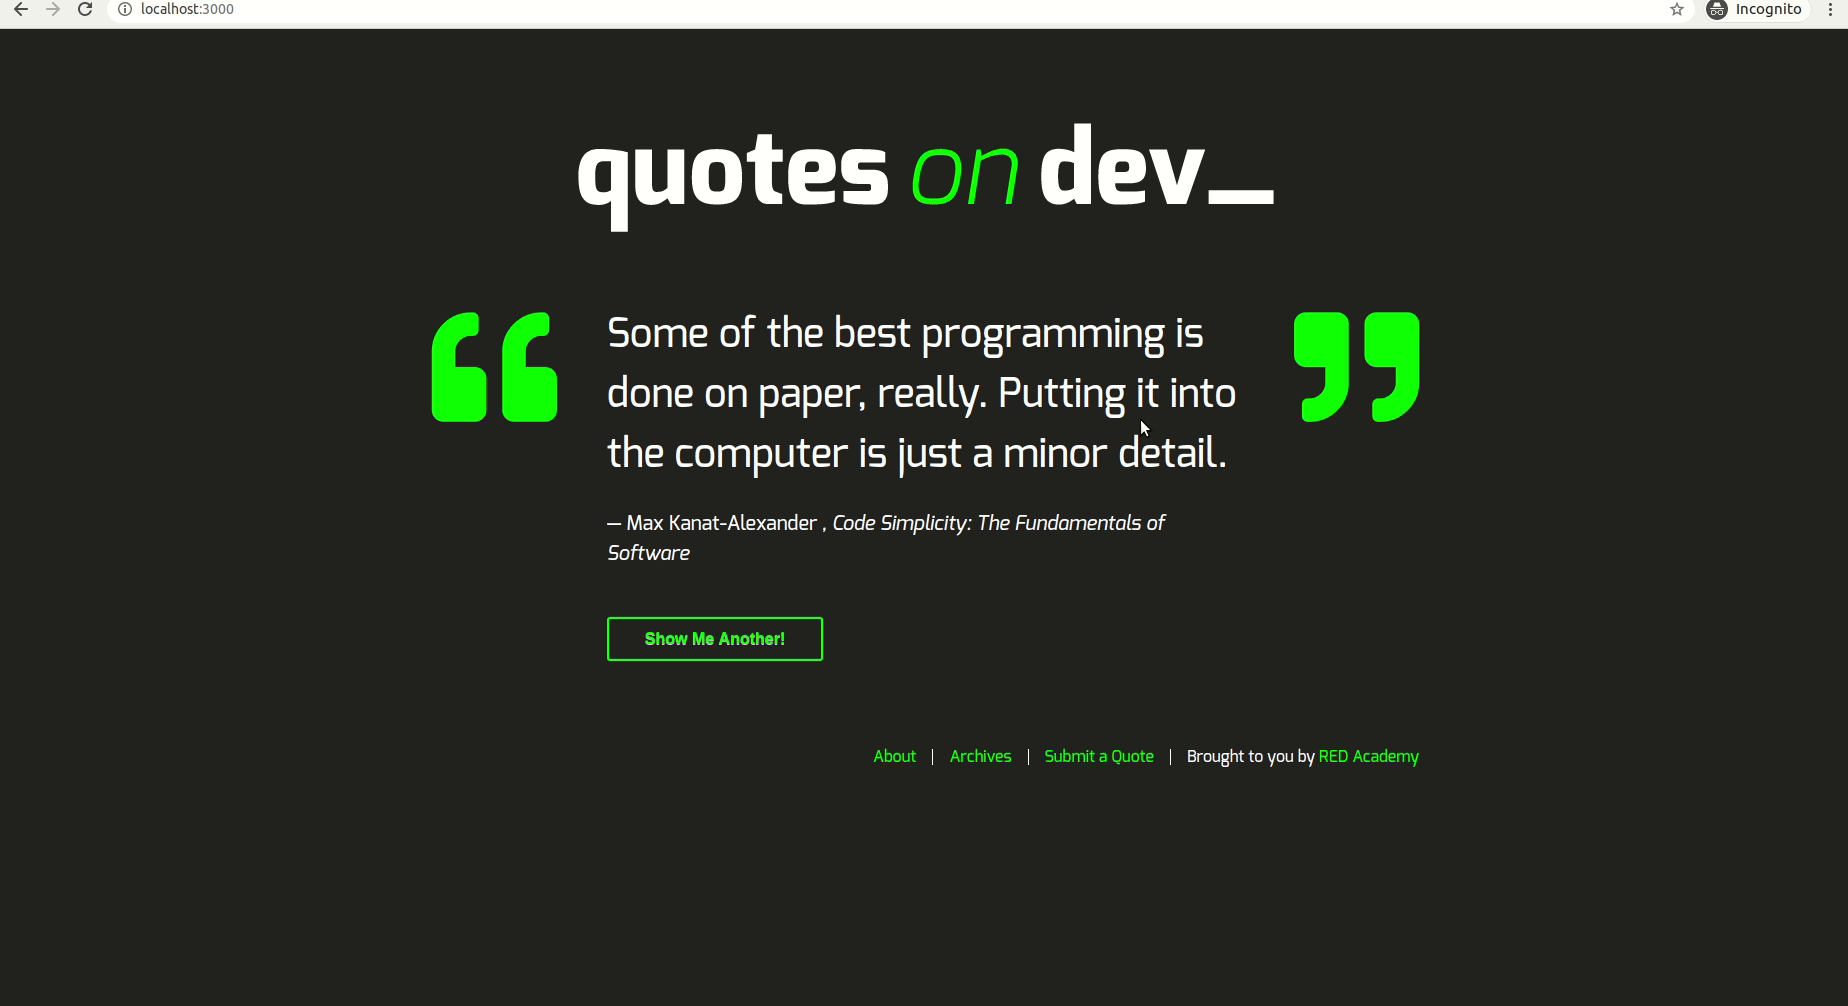 localhost:3000
Incognito
quotes on dev_
“ Some of the best programming is ”
done on paper, really. Putting it into
the computer is just a minor detail.
— Max Kanat-Alexander , Code Simplicity: The Fundamentals of
Software
Show Me Another!
About | Archives | Submit a Quote | Brought to you by RED Academy